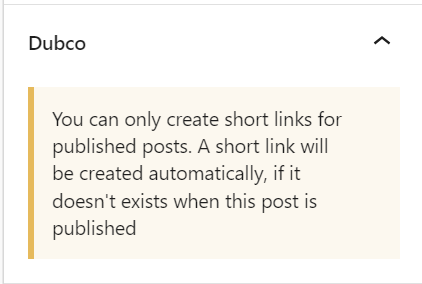 Dubco
You can only create short links for
published posts. A short link will
be created automatically, if it
doesn't exists when this post is
published